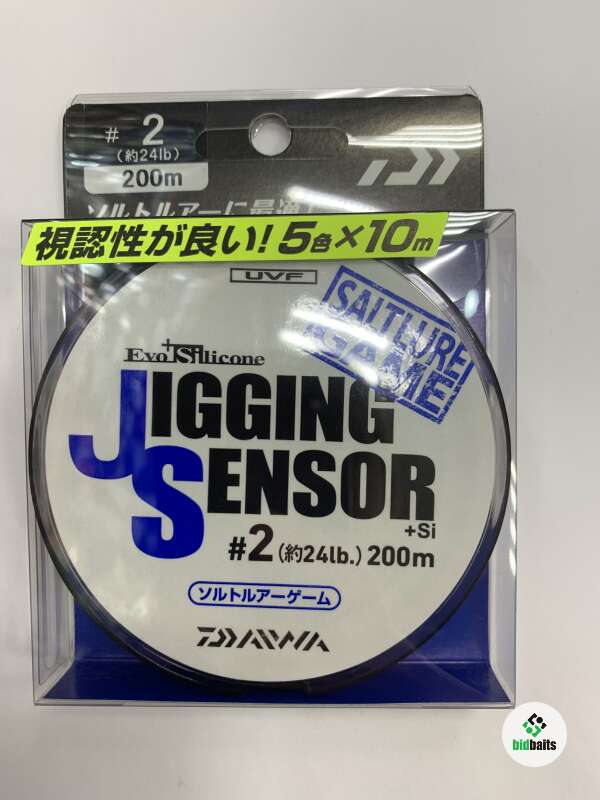 # 2
(約24lb)
200m
ソルトルアーに最適
視認性が良い! 5色×10m
UVF
SALTLURE
GAME
Evo+Silicone
JIGGING
SENSOR
+Si
#2(約24lb.) 200m
ソルトルアーゲーム
DAIWA
bidbaits